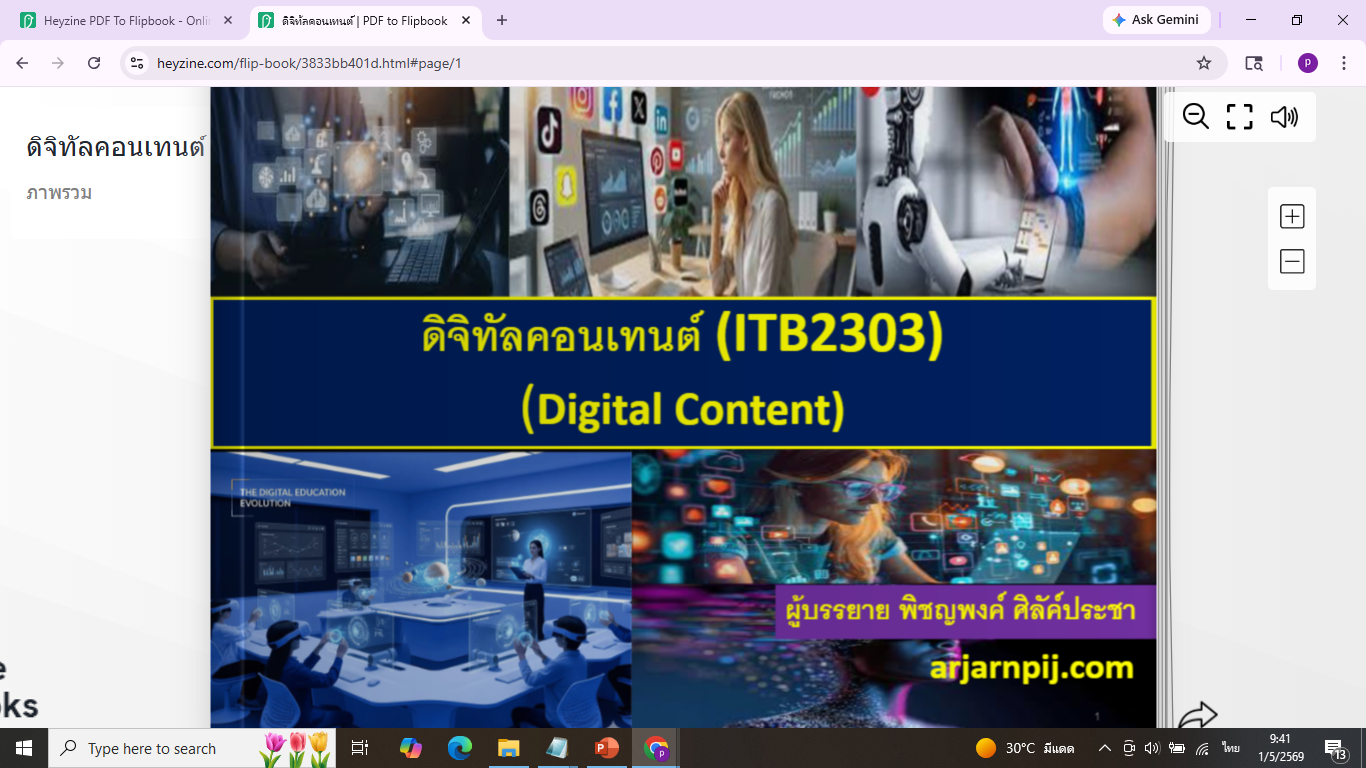 Heyzine PDF To Flipbook - Onli
ดิจิทัลคอนเทนต์ | PDF to Flipbook
Ask Gemini
heyzine.com/flip-book/3833bb401d.html#page/1
P
ดิจิทัลคอนเทนต์
ภาพรวม
ดิจิทัลคอนเทนต์ (ITB2303)
(Digital Content)
THE DIGITAL EDUCATION
EVOLUTION
ผู้บรรยาย พิชญพงค์ ศิลัค์ประชา
arjarnpij.com
1
e
oks
Type here to search
30°C มีแดด
ไทย
9:41
1/5/2569
13